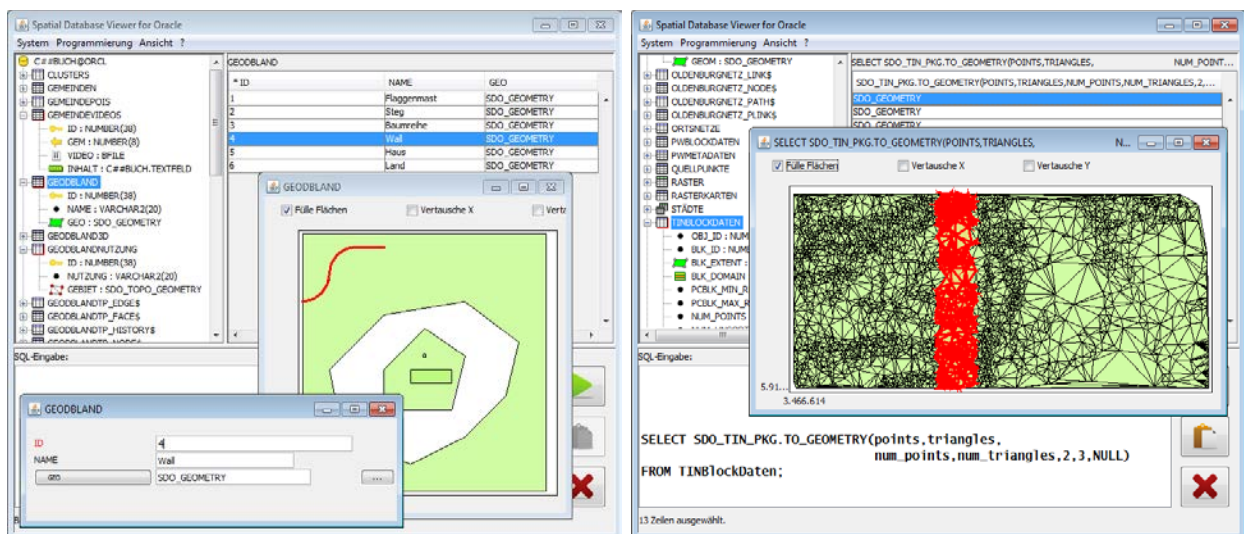 Spatial Database Viewer for Oracle
System Programmierung Ansicht ?
C##BUCH@ORCL
CLUSTERS
GEMEINDEN
GEMEINDEPOIS
GEMEINDEVIDEOS
ID : NUMBER(38)
GEM : NUMBER(8)
VIDEO : BFILE
INHALT : C##BUCH.TEXTFELD
GEODBLAND
ID : NUMBER(38)
NAME : VARCHAR2(20)
GEO : SDO_GEOMETRY
GEODBLAND3D
GEODBLANDNUTZUNG
ID : NUMBER(38)
NUTZUNG : VARCHAR2(20)
GEBIET : SDO_TOPO_GEOMETRY
GEODBLANDTP_EDGE$
GEODBLANDTP_FACE$
GEODBLANDTP_HISTORY$
GEODBLANDTP_NODE$
GEODBLAND
* ID NAME GEO
1 Flaggenmast SDO_GEOMETRY
2 Steg SDO_GEOMETRY
3 Baumreihe SDO_GEOMETRY
4 Wall SDO_GEOMETRY
5 Haus SDO_GEOMETRY
6 Land SDO_GEOMETRY
GEODBLAND
Fülle Flächen Vertausche X
SQL-Eingabe:
GEODBLAND
ID 4
NAME Wall
GEO SDO_GEOMETRY ...
Spatial Database Viewer for Oracle
System Programmierung Ansicht ?
GEOM : SDO_GEOMETRY
OLDENBURGNETZ_LINK$
OLDENBURGNETZ_NODE$
OLDENBURGNETZ_PATH$
OLDENBURGNETZ_PLINK$
ORTSNETZE
PWBLOCKDATEN
PWMETADATEN
QUELLPUNKTE
RASTER
RASTERKARTEN
STÄDTE
TINBLOCKDATEN
OBJ_ID : NUM
BLK_ID : NUM
BLK_EXTENT :
BLK_DOMAIN
PCBLK_MIN_R
PCBLK_MAX_R
NUM_POINTS
SELECT SDO_TIN_PKG.TO_GEOMETRY(POINTS,TRIANGLES, NUM_POINT...
SDO_TIN_PKG.TO_GEOMETRY(POINTS,TRIANGLES,NUM_POINTS,NUM_TRIANGLES,2,...
SDO_GEOMETRY
SDO_GEOMETRY
SDO_GEOMETRY
SELECT SDO_TIN_PKG.TO_GEOMETRY(POINTS,TRIANGLES, N...
Fülle Flächen Vertausche X Vertausche Y
5.91...
3.466.614
SQL-Eingabe:
SELECT SDO_TIN_PKG.TO_GEOMETRY(points,triangles,
num_points,num_triangles,2,3,NULL)
FROM TINBlockDaten;
13 Zeilen ausgewählt.